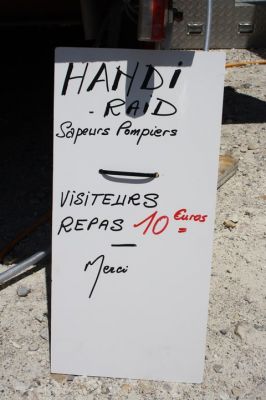 HANDi
- RAID
Sapeurs Pompiers
VISITEURS
REPAS 10 Euros
Merci